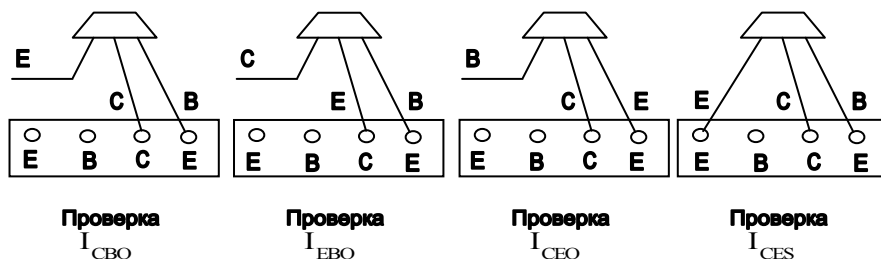 E C B
C B E B C E E C B
E B C E E B C E E B C E E B C E
Проверка Проверка Проверка Проверка
I CBO I EBO I CEO I CES